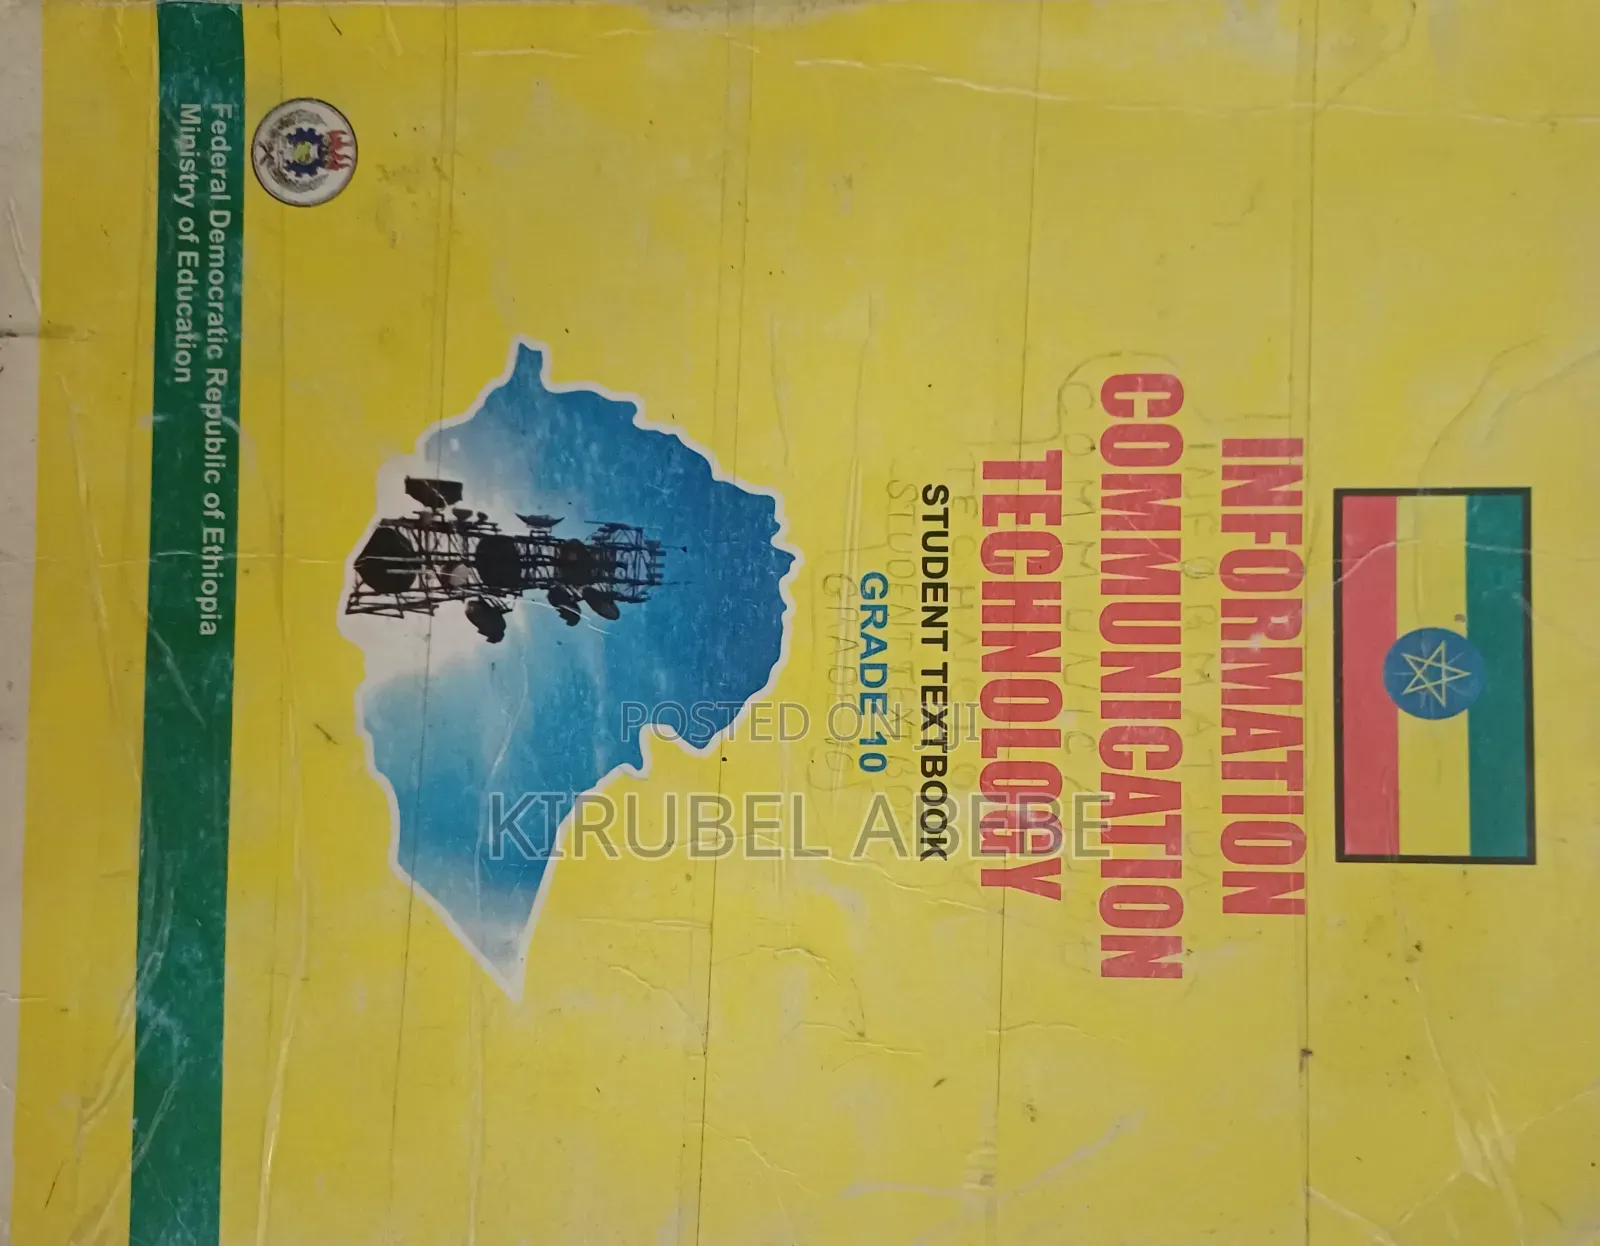 INFORMATION
COMMUNICATION
TECHNOLOGY
STUDENT TEXTBOOK
GRADE 10
Federal Democratic Republic of Ethiopia
Ministry of Education
POSTED ON JIJI
KIRUBEL ABEBE